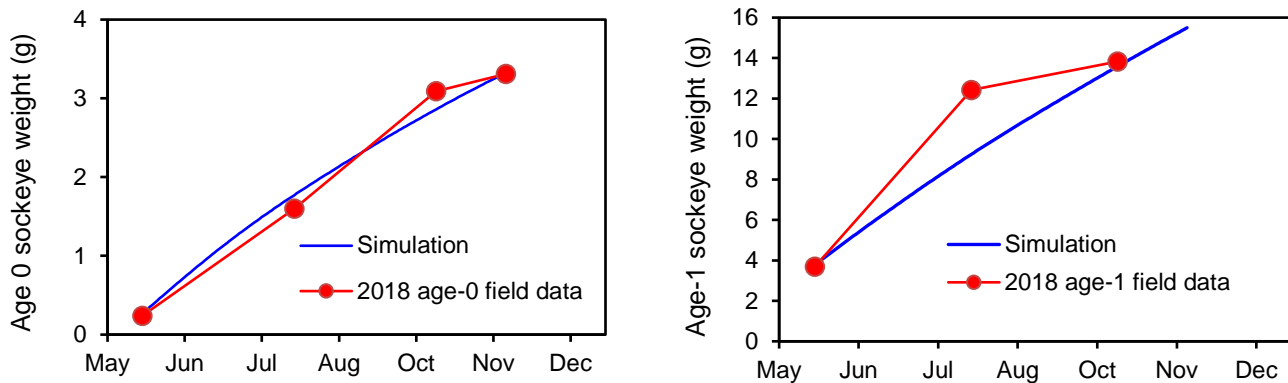 Age 0 sockeye weight (g)
4
3
2
1
0
May Jun Jul Aug Oct Nov Dec
Simulation
2018 age-0 field data
Age-1 sockeye weight (g)
16
14
12
10
8
6
4
2
0
May Jun Jul Aug Oct Nov Dec
Simulation
2018 age-1 field data